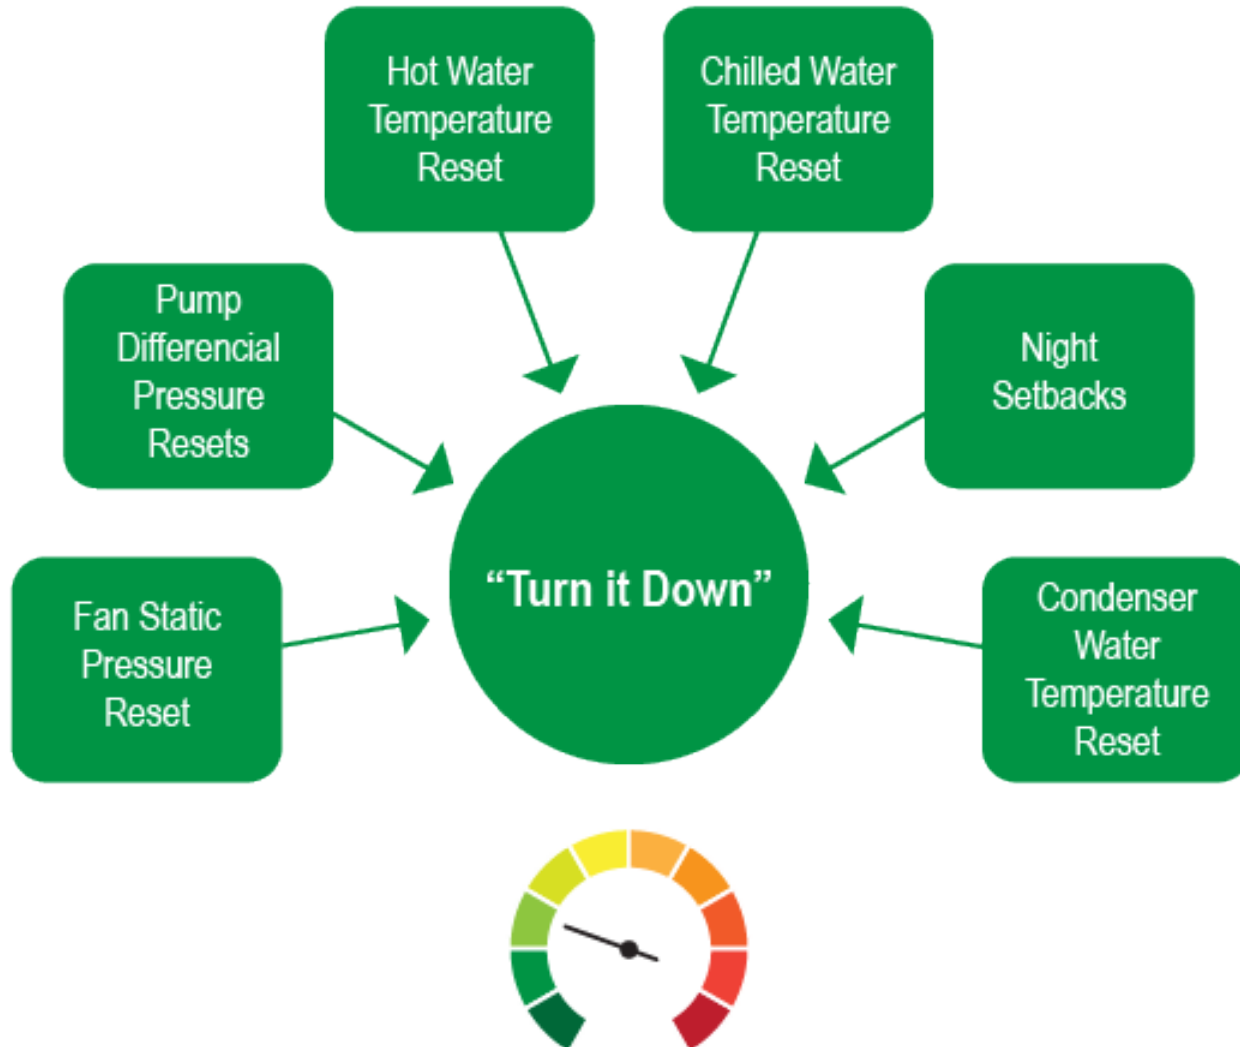 Hot Water
Temperature
Reset
Chilled Water
Temperature
Reset
Pump
Differencial
Pressure
Resets
Night
Setbacks
Fan Static
Pressure
Reset
“Turn it Down”
Condenser
Water
Temperature
Reset